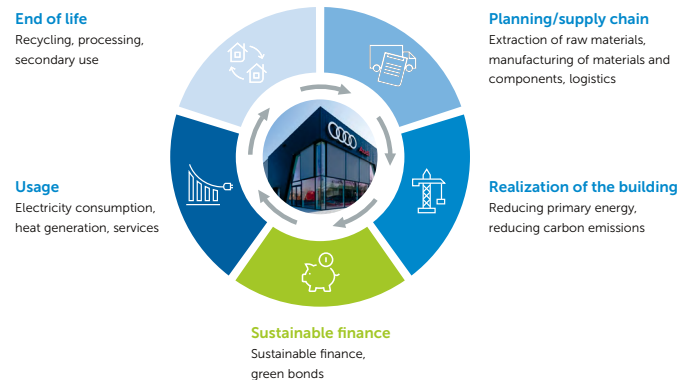 End of life
Recycling, processing,
secondary use
Planning/supply chain
Extraction of raw materials,
manufacturing of materials and
components, logistics
Usage
Electricity consumption,
heat generation, services
Realization of the building
Reducing primary energy,
reducing carbon emissions
Sustainable finance
Sustainable finance,
green bonds